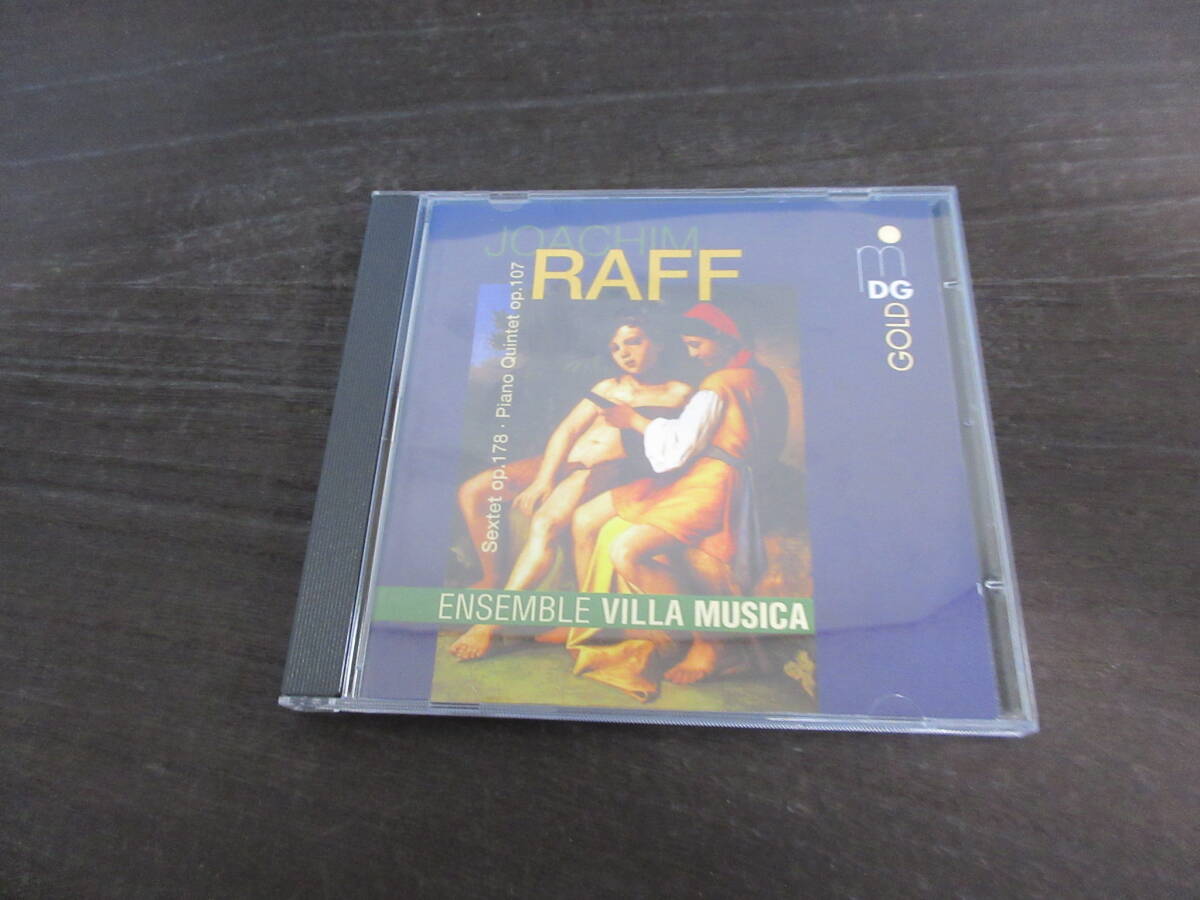 JOACHIM
RAFF
Sextet op.178 · Piano Quintet op.107
mDG
GOLD
ENSEMBLE VILLA MUSICA